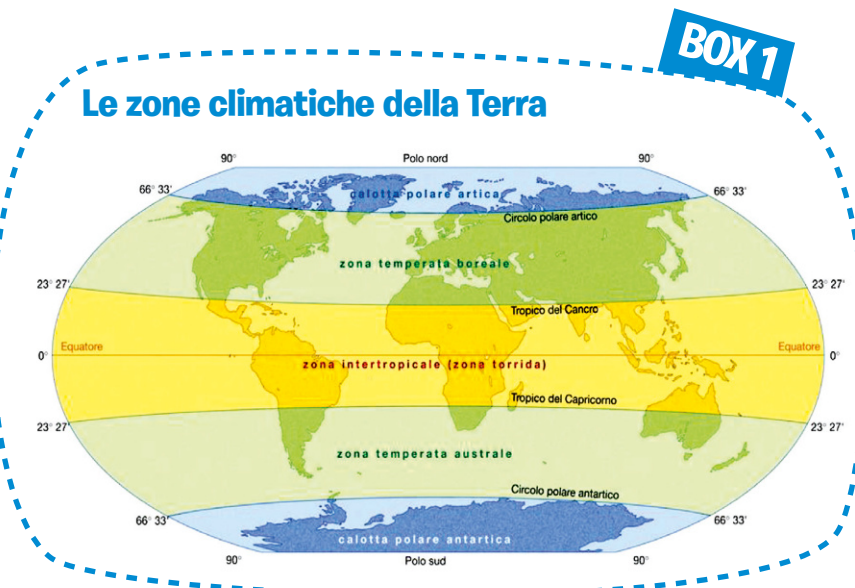 BOX 1
Le zone climatiche della Terra
90° Polo nord 90°
66° 33' calotta polare artica 66° 33'
Circolo polare artico
zona temperata boreale
23° 27' 23° 27'
Tropico del Cancro
Equatore Equatore
0° 0°
zona intertropicale (zona torrida)
Tropico del Capricorno
23° 27' 23° 27'
zona temperata australe
Circolo polare antartico
66° 33' 66° 33'
calotta polare antartica
90° Polo sud 90°